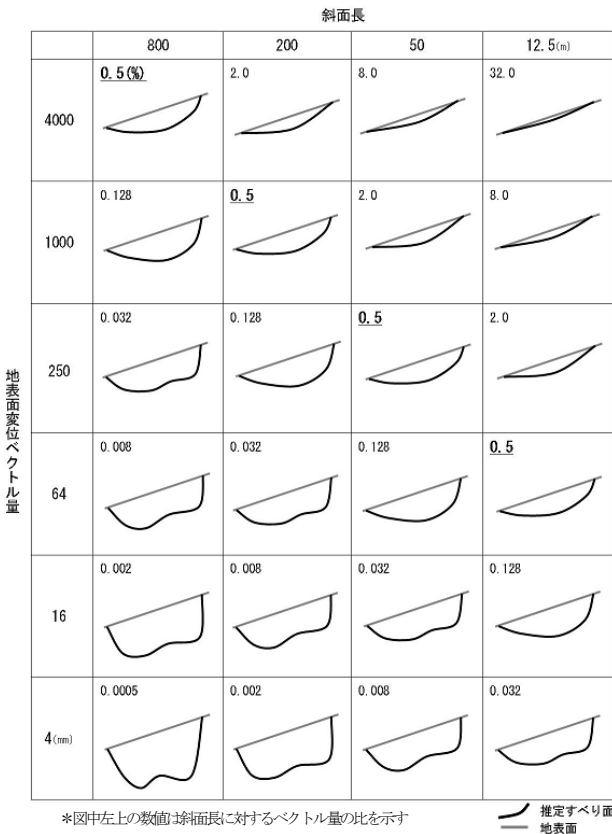 斜面長
800 200 50 12.5(m)
4000 0.5(%) 2.0 8.0 32.0
1000 0.128 0.5 2.0 8.0
250 0.032 0.128 0.5 2.0
64 0.008 0.032 0.128 0.5
16 0.002 0.008 0.032 0.128
4(mm) 0.0005 0.002 0.008 0.032
地表面変位ベクトル量
*図中左上の数値は斜面長に対するベクトル量の比を示す
推定すべり面
地表面